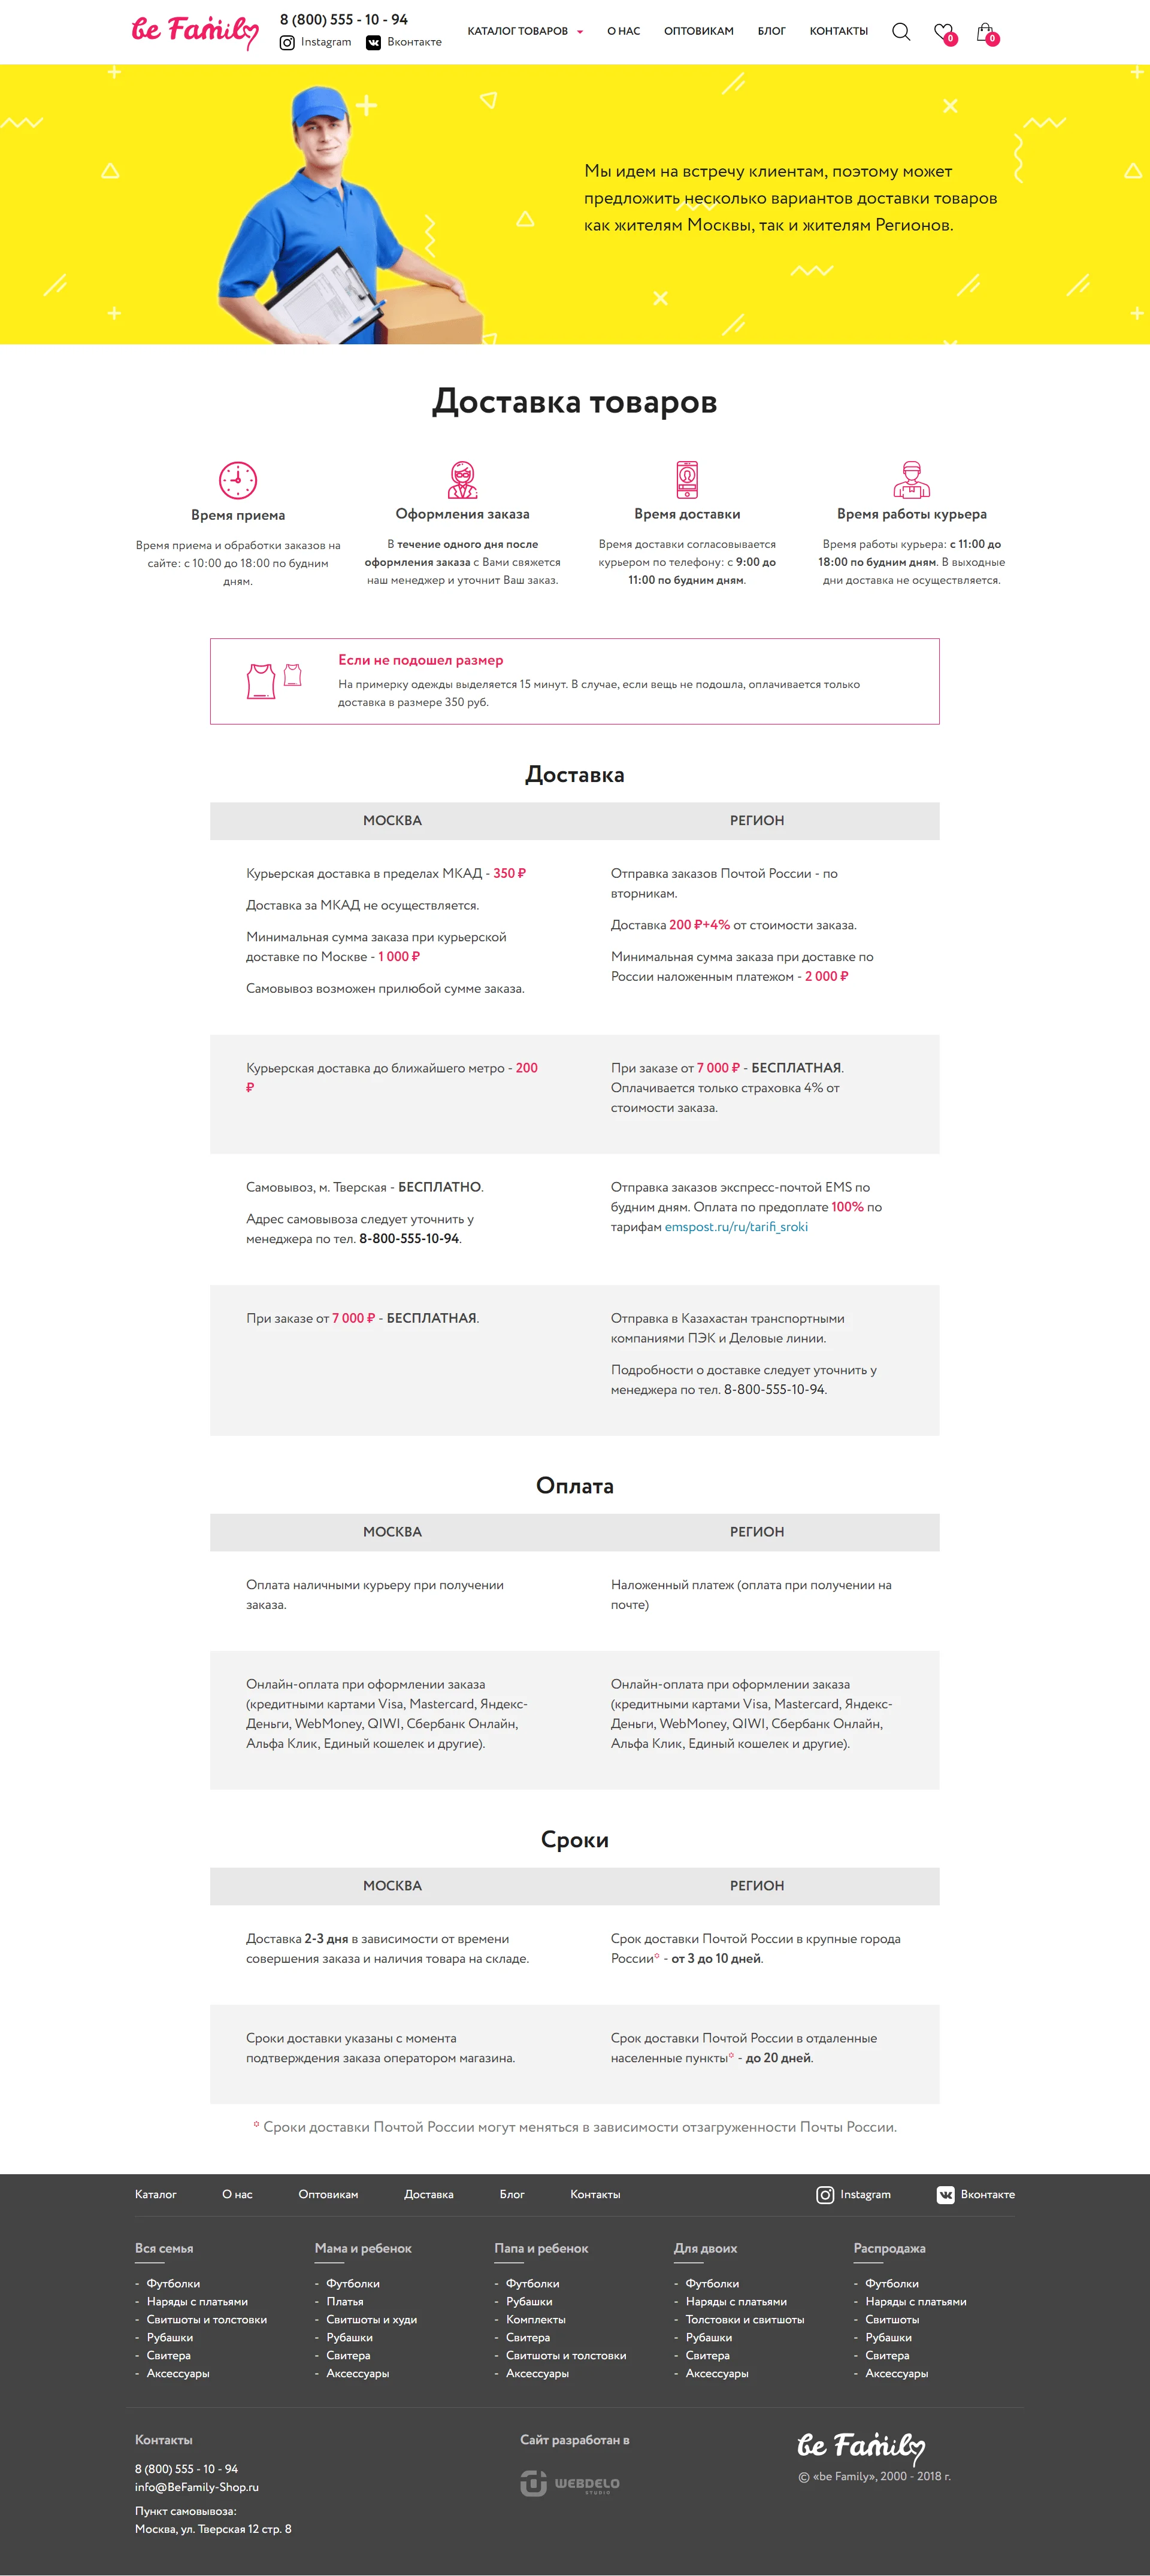 be Family
8 (800) 555 - 10 - 94
Instagram
Вконтакте
КАТАЛОГ ТОВАРОВ
О НАС
ОПТОВИКАМ
БЛОГ
КОНТАКТЫ
0
0
Мы идем на встречу клиентам, поэтому может
предложить несколько вариантов доставки товаров
как жителям Москвы, так и жителям Регионов.
Доставка товаров
Время приема
Время приема и обработки заказов на
сайте: с 10:00 до 18:00 по будним
дням.
Оформления заказа
В течение одного дня после
оформления заказа с Вами свяжется
наш менеджер и уточнит Ваш заказ.
Время доставки
Время доставки согласовывается
курьером по телефону: с 9:00 до
11:00 по будним дням.
Время работы курьера
Время работы курьера: с 11:00 до
18:00 по будним дням. В выходные
дни доставка не осуществляется.
Если не подошел размер
На примерку одежды выделяется 15 минут. В случае, если вещь не подошла, оплачивается только
доставка в размере 350 руб.
Доставка
МОСКВА
РЕГИОН
Курьерская доставка в пределах МКАД - 350 ₽
Доставка за МКАД не осуществляется.
Минимальная сумма заказа при курьерской
доставке по Москве - 1 000 ₽
Самовывоз возможен прилюбой сумме заказа.
Отправка заказов Почтой России - по
вторникам.
Доставка 200 ₽+4% от стоимости заказа.
Минимальная сумма заказа при доставке по
России наложенным платежом - 2 000 ₽
Курьерская доставка до ближайшего метро - 200
₽
При заказе от 7 000 ₽ - БЕСПЛАТНАЯ.
Оплачивается только страховка 4% от
стоимости заказа.
Самовывоз, м. Тверская - БЕСПЛАТНО.
Адрес самовывоза следует уточнить у
менеджера по тел. 8-800-555-10-94.
Отправка заказов экспресс-почтой EMS по
будним дням. Оплата по предоплате 100% по
тарифам emspost.ru/ru/tarifi_sroki
При заказе от 7 000 ₽ - БЕСПЛАТНАЯ.
Отправка в Казахастан транспортными
компаниями ПЭК и Деловые линии.
Подробности о доставке следует уточнить у
менеджера по тел. 8-800-555-10-94.
Оплата
МОСКВА
РЕГИОН
Оплата наличными курьеру при получении
заказа.
Наложенный платеж (оплата при получении на
почте)
Онлайн-оплата при оформлении заказа
(кредитными картами Visa, Mastercard, Яндекс-
Деньги, WebMoney, QIWI, Сбербанк Онлайн,
Альфа Клик, Единый кошелек и другие).
Онлайн-оплата при оформлении заказа
(кредитными картами Visa, Mastercard, Яндекс-
Деньги, WebMoney, QIWI, Сбербанк Онлайн,
Альфа Клик, Единый кошелек и другие).
Сроки
МОСКВА
РЕГИОН
Доставка 2-3 дня в зависимости от времени
совершения заказа и наличия товара на складе.
Срок доставки Почтой России в крупные города
России* - от 3 до 10 дней.
Сроки доставки указаны с момента
подтверждения заказа оператором магазина.
Срок доставки Почтой России в отдаленные
населенные пункты* - до 20 дней.
* Сроки доставки Почтой России могут меняться в зависимости отзагруженности Почты России.
Каталог
О нас
Оптовикам
Доставка
Блог
Контакты
Instagram
Вконтакте
Вся семья
- Футболки
- Наряды с платьями
- Свитшоты и толстовки
- Рубашки
- Свитера
- Аксессуары
Мама и ребенок
- Футболки
- Платья
- Свитшоты и худи
- Рубашки
- Свитера
- Аксессуары
Папа и ребенок
- Футболки
- Рубашки
- Комплекты
- Свитера
- Свитшоты и толстовки
- Аксессуары
Для двоих
- Футболки
- Наряды с платьями
- Толстовки и свитшоты
- Рубашки
- Свитера
- Аксессуары
Распродажа
- Футболки
- Наряды с платьями
- Свитшоты
- Рубашки
- Свитера
- Аксессуары
Контакты
8 (800) 555 - 10 - 94
info@BeFamily-Shop.ru
Пункт самовывоза:
Москва, ул. Тверская 12 стр. 8
Сайт разработан в
WEBDELO
STUDIO
be Family
© «be Family», 2000 - 2018 г.